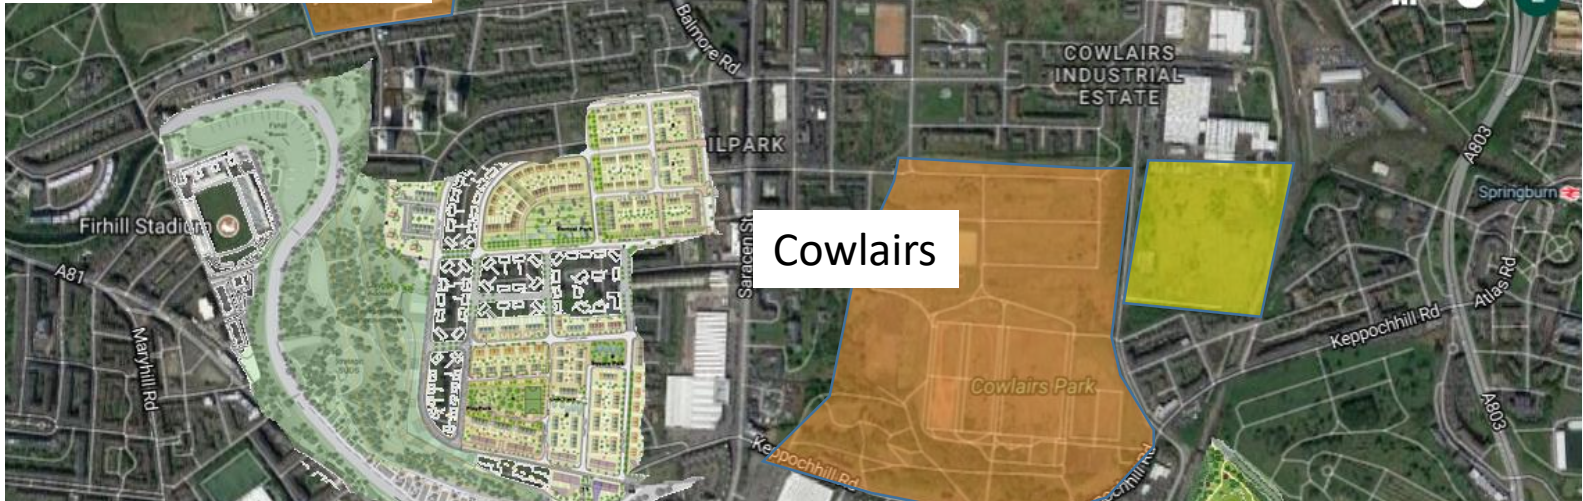 Balmore Rd
COWLAIRS
INDUSTRIAL
ESTATE
A803
ILPARK
Springburn
Firhill Stadium
Saracen St
Cowlairs
A81
Atlas Rd
Keppochhill Rd
Maryhill Rd
Cowlairs Park
A803
Keppochhill Rd